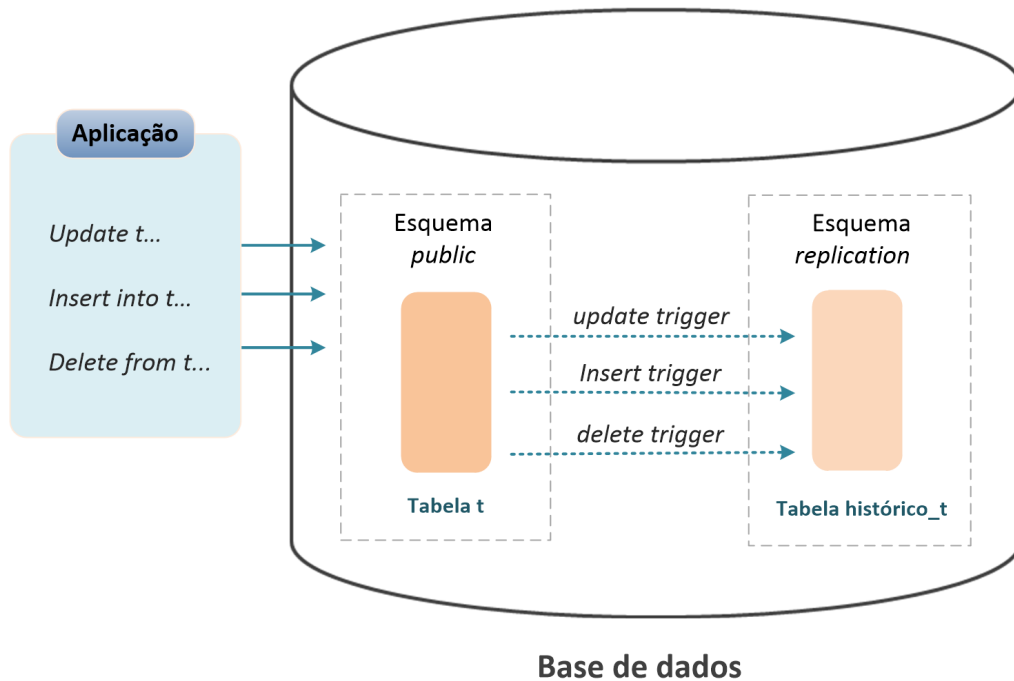 Aplicação
Update t...
Insert into t...
Delete from t...
Esquema
public
Tabela t
update trigger
Insert trigger
delete trigger
Esquema
replication
Tabela histórico_t
Base de dados